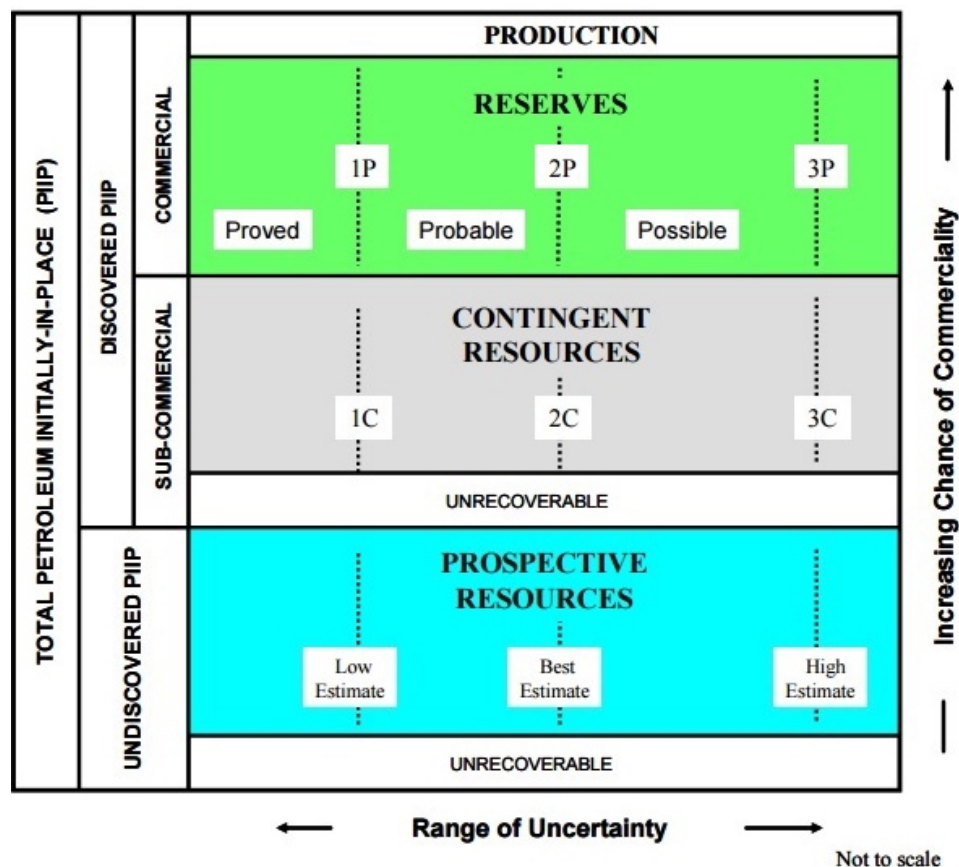 TOTAL PETROLEUM INITIALLY-IN-PLACE (PIIP)
DISCOVERED PIIP
UNDISCOVERED PIIP
COMMERCIAL
SUB-COMMERCIAL
PRODUCTION
RESERVES
1P 2P 3P
Proved Probable Possible
CONTINGENT
RESOURCES
1C 2C 3C
UNRECOVERABLE
PROSPECTIVE
RESOURCES
Low
Estimate
Best
Estimate
High
Estimate
UNRECOVERABLE
Increasing Chance of Commerciality
Range of Uncertainty
Not to scale